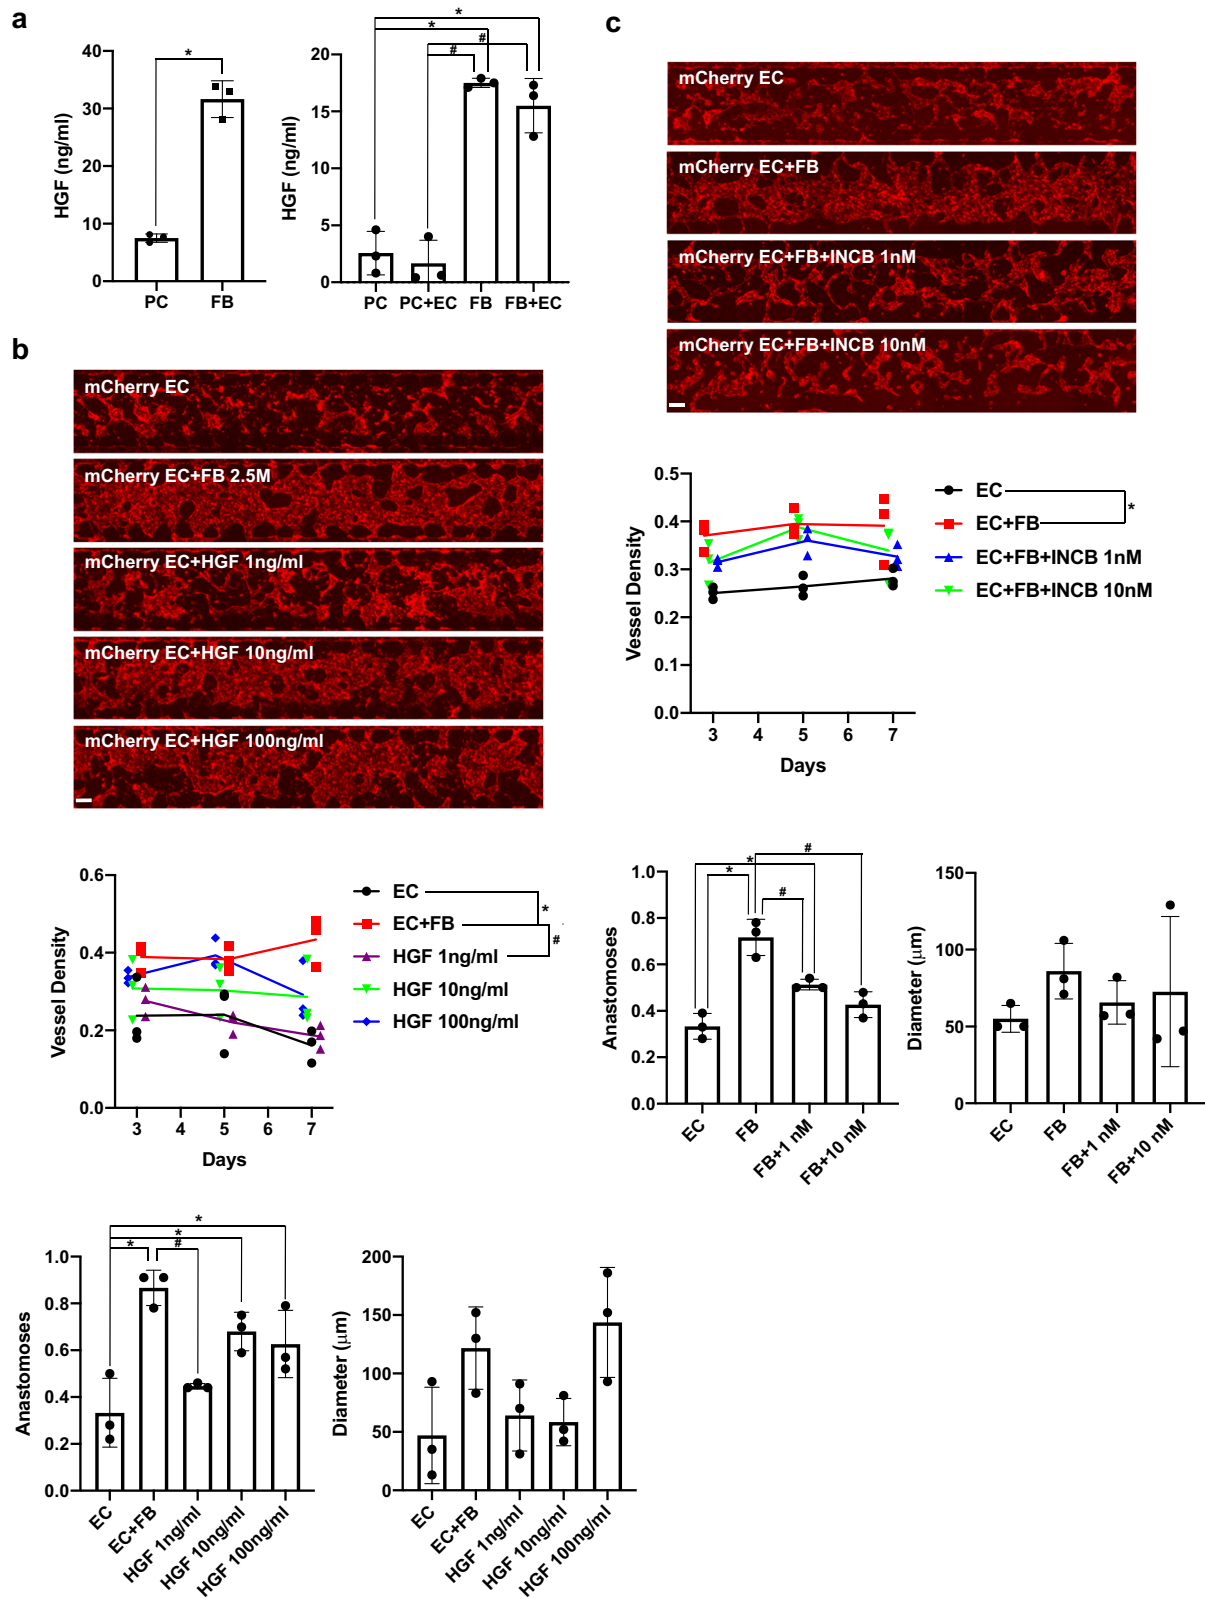 a
HGF (ng/ml)
40
30
20
10
0
*
PC
FB
HGF (ng/ml)
20
15
10
5
0
*
*
#
#
PC
PC+EC
FB
FB+EC
b
mCherry EC
mCherry EC+FB 2.5M
mCherry EC+HGF 1ng/ml
mCherry EC+HGF 10ng/ml
mCherry EC+HGF 100ng/ml
Vessel Density
0.6
0.4
0.2
0.0
3
4
5
6
7
Days
EC
EC+FB
HGF 1ng/ml
HGF 10ng/ml
HGF 100ng/ml
*
#
Anastomoses
1.0
0.8
0.6
0.4
0.2
0.0
*
*
*
#
EC
EC+FB
HGF 1ng/ml
HGF 10ng/ml
HGF 100ng/ml
Diameter (μm)
200
150
100
50
0
EC
EC+FB
HGF 1ng/ml
HGF 10ng/ml
HGF 100ng/ml
c
mCherry EC
mCherry EC+FB
mCherry EC+FB+INCB 1nM
mCherry EC+FB+INCB 10nM
Vessel Density
0.5
0.4
0.3
0.2
0.1
0.0
3
4
5
6
7
Days
EC
EC+FB
EC+FB+INCB 1nM
EC+FB+INCB 10nM
*
Anastomoses
1.0
0.8
0.6
0.4
0.2
0.0
#
*
*
#
EC
FB
FB+1 nM
FB+10 nM
Diameter (μm)
150
100
50
0
EC
FB
FB+1 nM
FB+10 nM